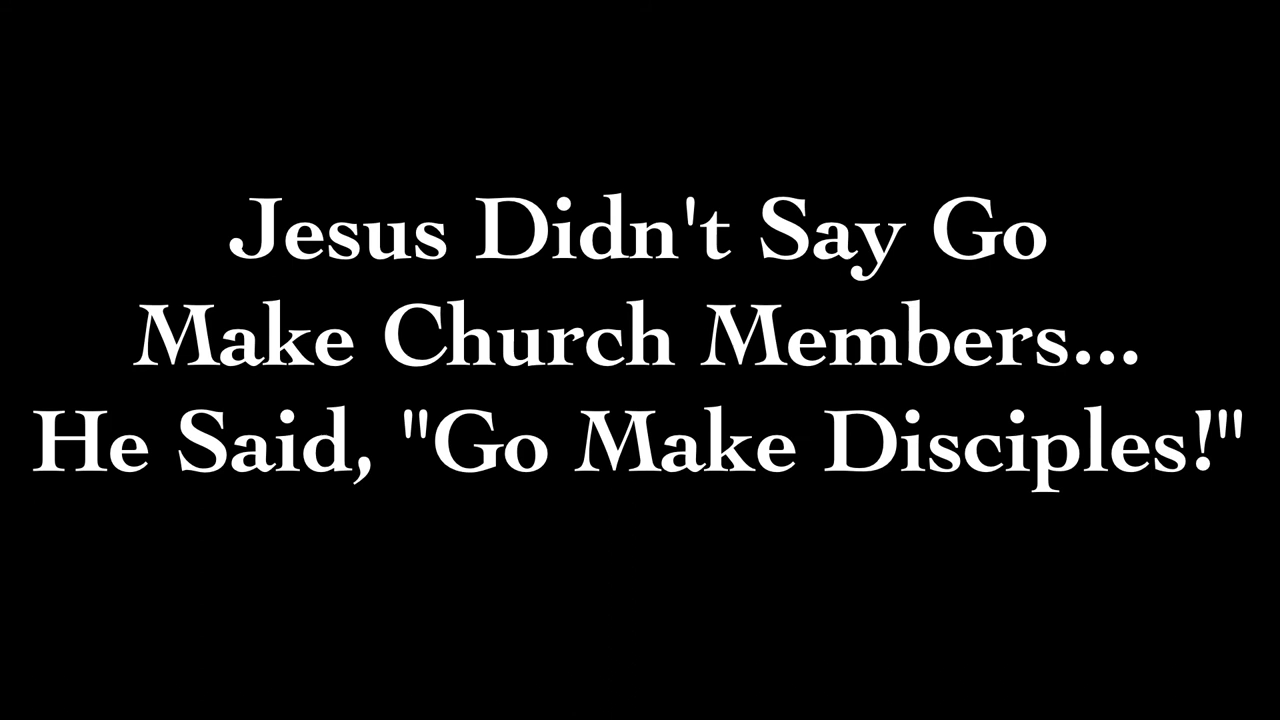 Jesus Didn't Say Go
Make Church Members...
He Said, "Go Make Disciples!"